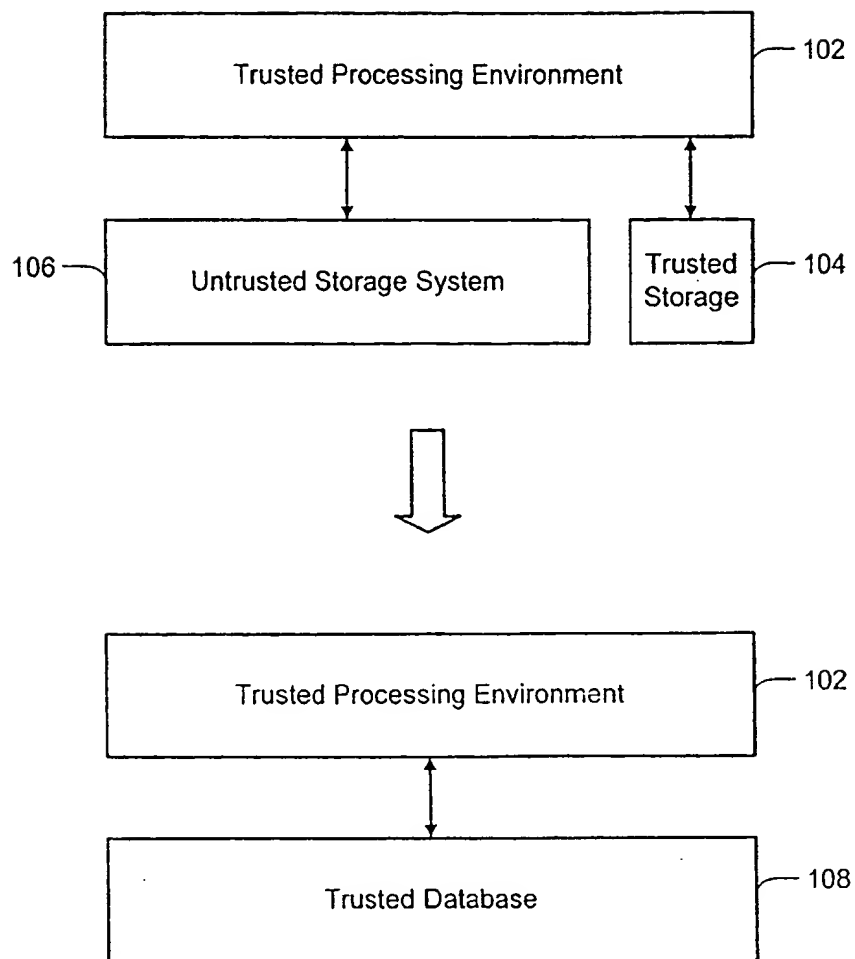 Trusted Processing Environment
102
106
Untrusted Storage System
Trusted
Storage
104
Trusted Processing Environment
102
Trusted Database
108